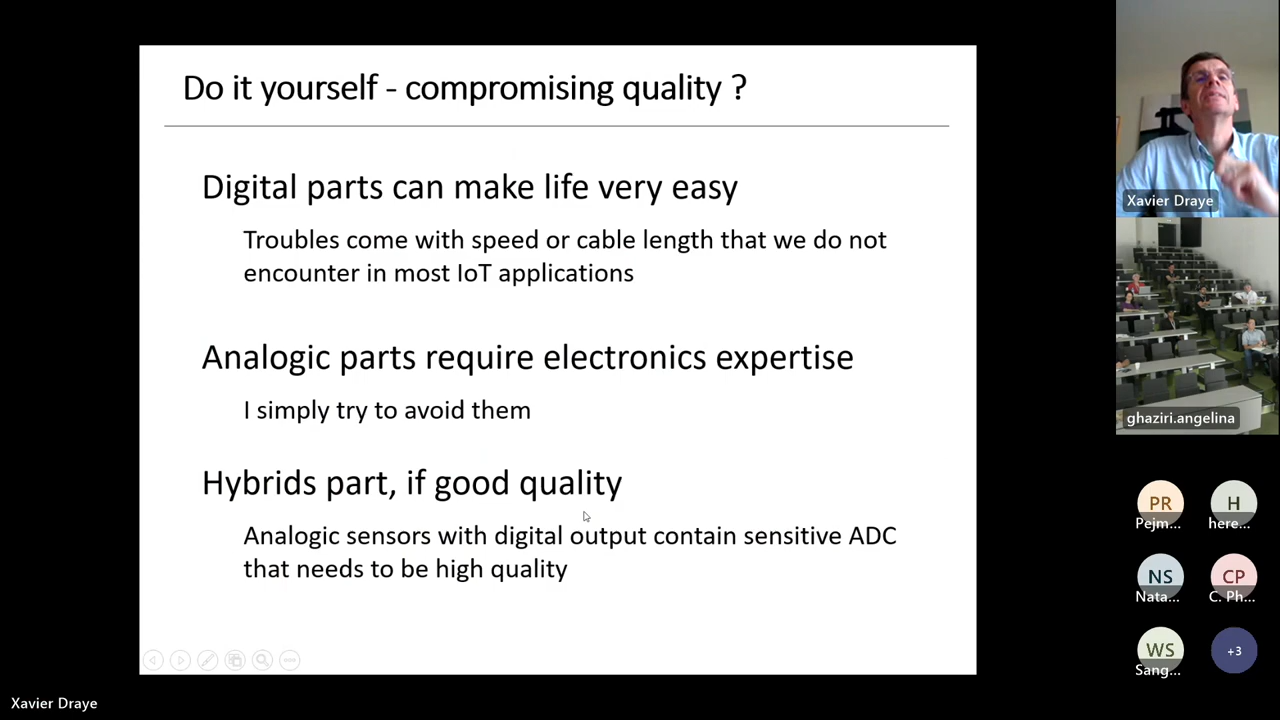 Do it yourself - compromising quality ?
Digital parts can make life very easy
Troubles come with speed or cable length that we do not
encounter in most IoT applications
Analogic parts require electronics expertise
I simply try to avoid them
Hybrids part, if good quality
Analogic sensors with digital output contain sensitive ADC
that needs to be high quality
Xavier Draye
ghaziri.angelina
PR
Pejm...
H
here...
NS
Nata...
CP
C. Ph...
WS
Sang...
+3
Xavier Draye